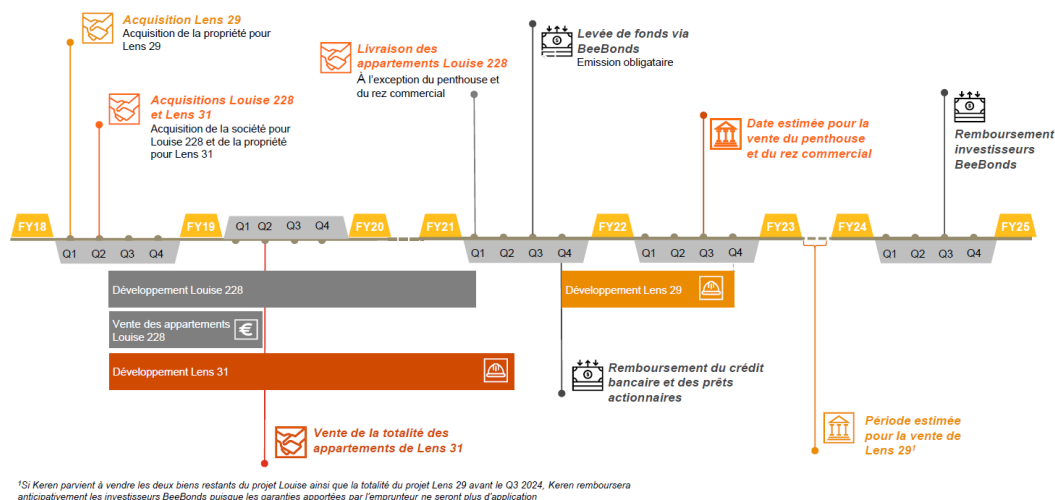 Acquisition Lens 29
Acquisition de la propriété pour
Lens 29
Acquisitions Louise 228
et Lens 31
Acquisition de la société pour
Louise 228 et de la propriété
pour Lens 31
Livraison des
appartements Louise 228
À l'exception du penthouse et
du rez commercial
Levée de fonds via
BeeBonds
Emission obligataire
Date estimée pour la
vente du penthouse
et du rez commercial
Remboursement
investisseurs
BeeBonds
FY18
Q1 Q2 Q3 Q4
FY19
Q1 Q2 Q3 Q4
FY20
FY21
Q1 Q2 Q3 Q4
FY22
Q1 Q2 Q3 Q4
FY23
FY24
Q1 Q2 Q3 Q4
FY25
Développement Louise 228
Développement Lens 29
Vente des appartements
Louise 228
€
Développement Lens 31
Remboursement du crédit
bancaire et des prêts
actionnaires
Vente de la totalité des
appartements de Lens 31
Période estimée
pour la vente de
Lens 29¹
¹Si Keren parvient à vendre les deux biens restants du projet Louise ainsi que la totalité du projet Lens 29 avant le Q3 2024, Keren remboursera
anticipativement les investisseurs BeeBonds puisque les garanties apportées par l'emprunteur ne seront plus d'application